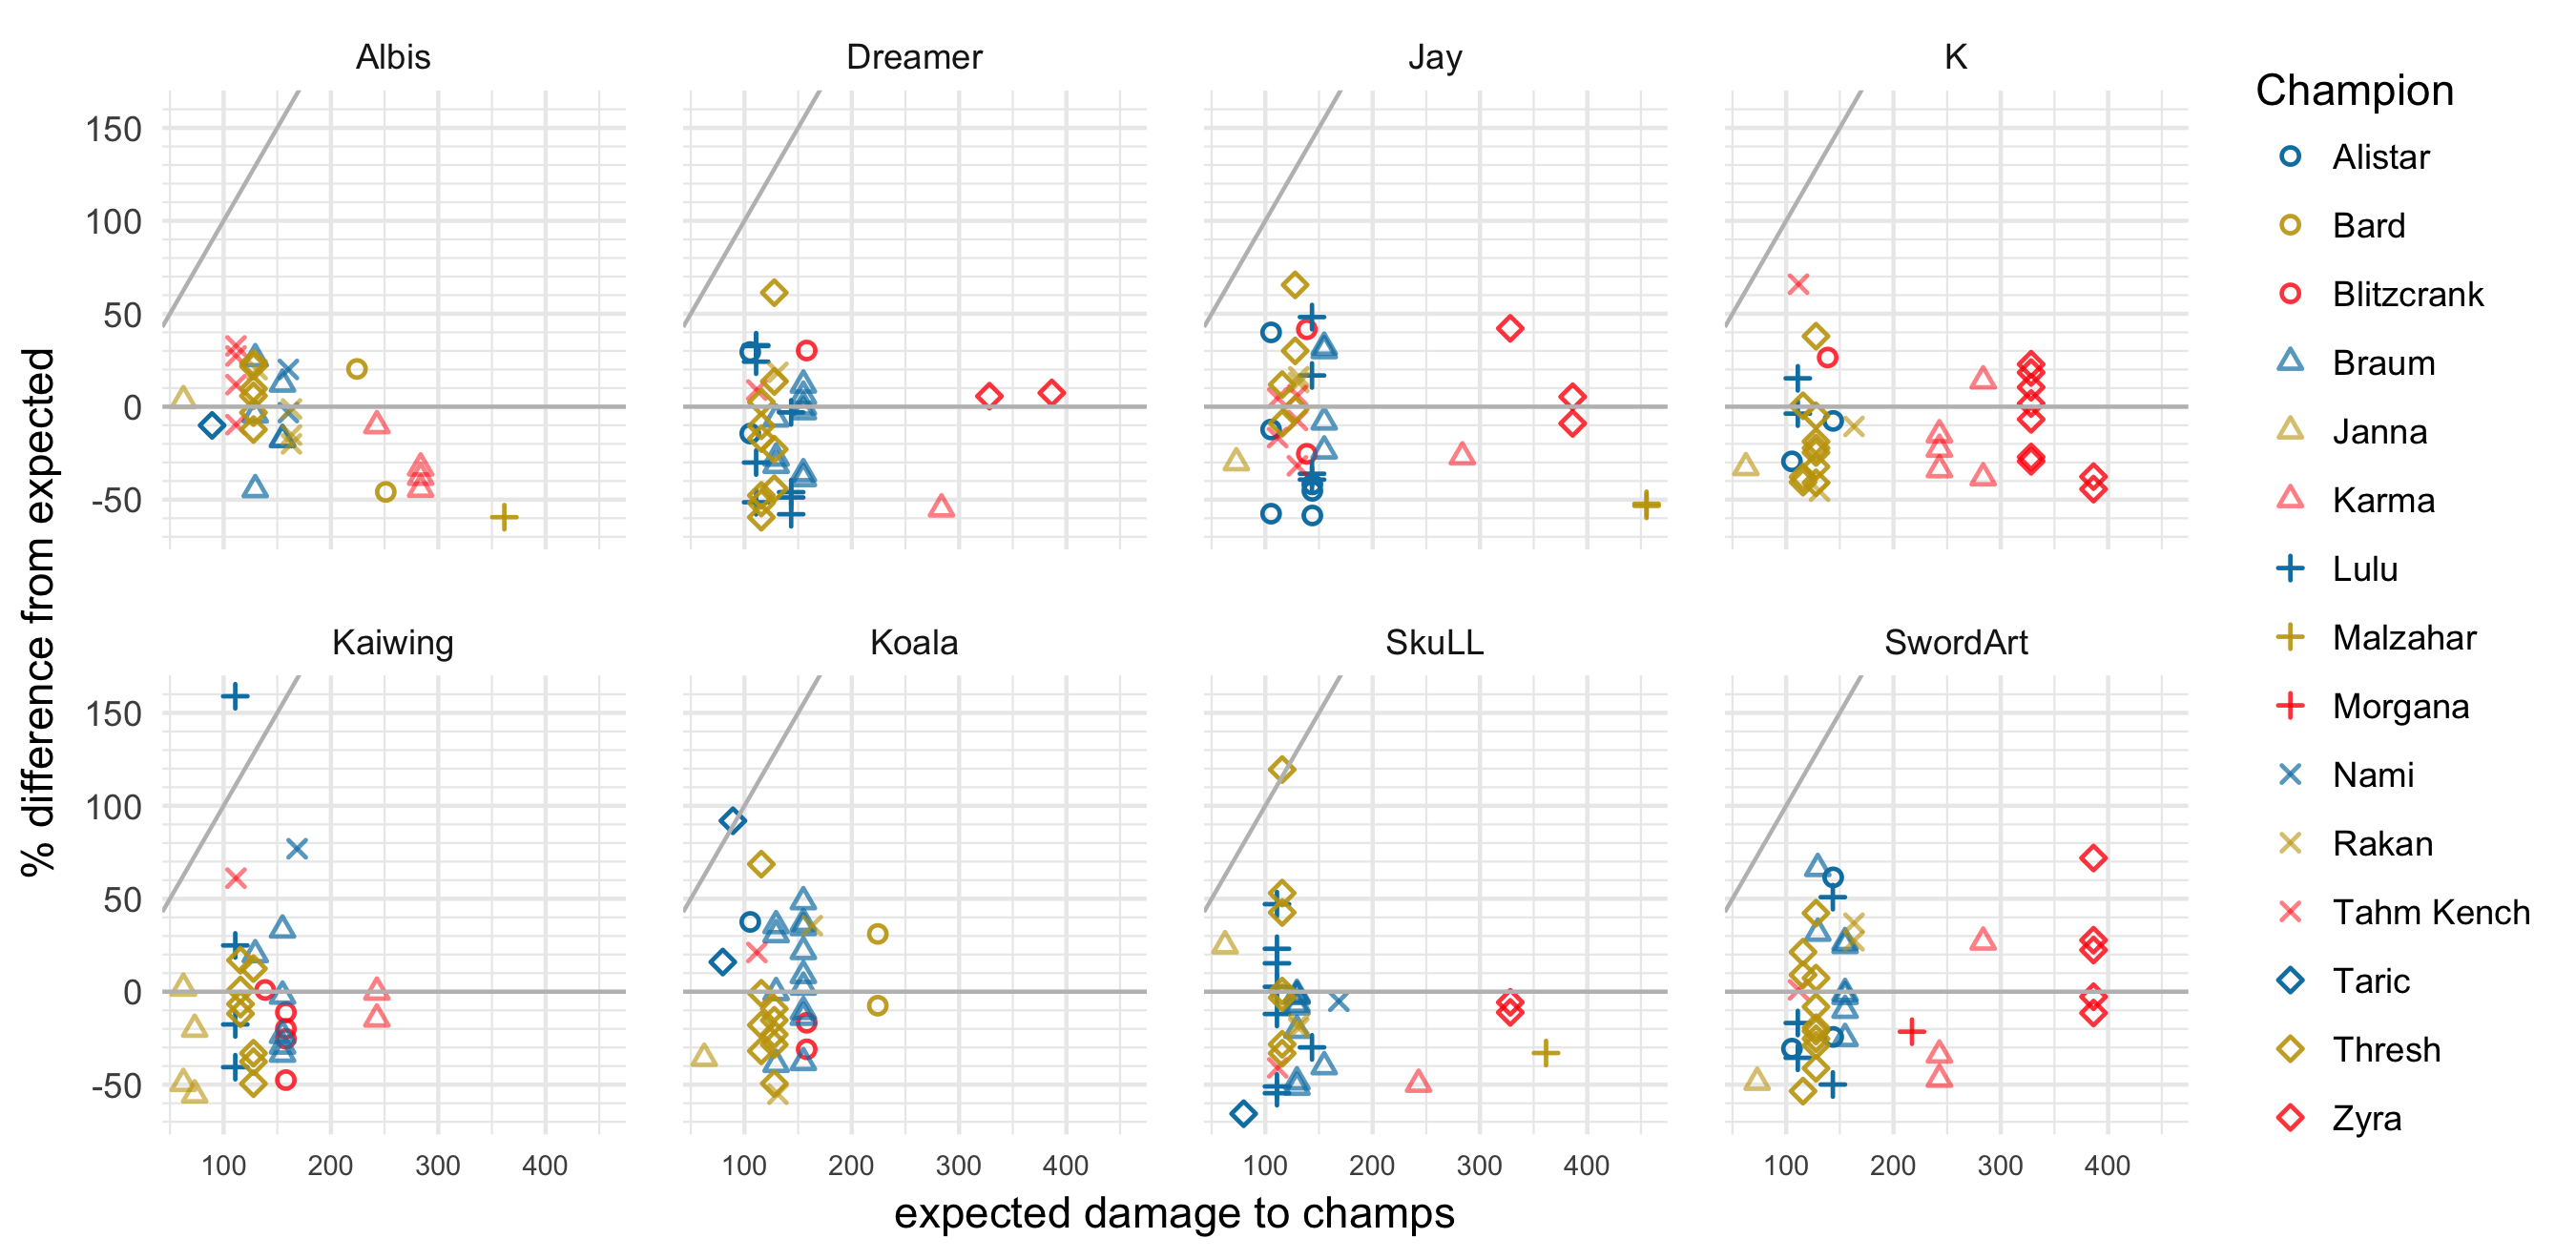 Albis
Dreamer
Jay
K
150
100
50
0
-50
Kaiwing
Koala
SkuLL
SwordArt
150
100
50
0
-50
100 200 300 400
100 200 300 400
100 200 300 400
100 200 300 400
expected damage to champs
% difference from expected
Champion
Alistar
Bard
Blitzcrank
Braum
Janna
Karma
Lulu
Malzahar
Morgana
Nami
Rakan
Tahm Kench
Taric
Thresh
Zyra